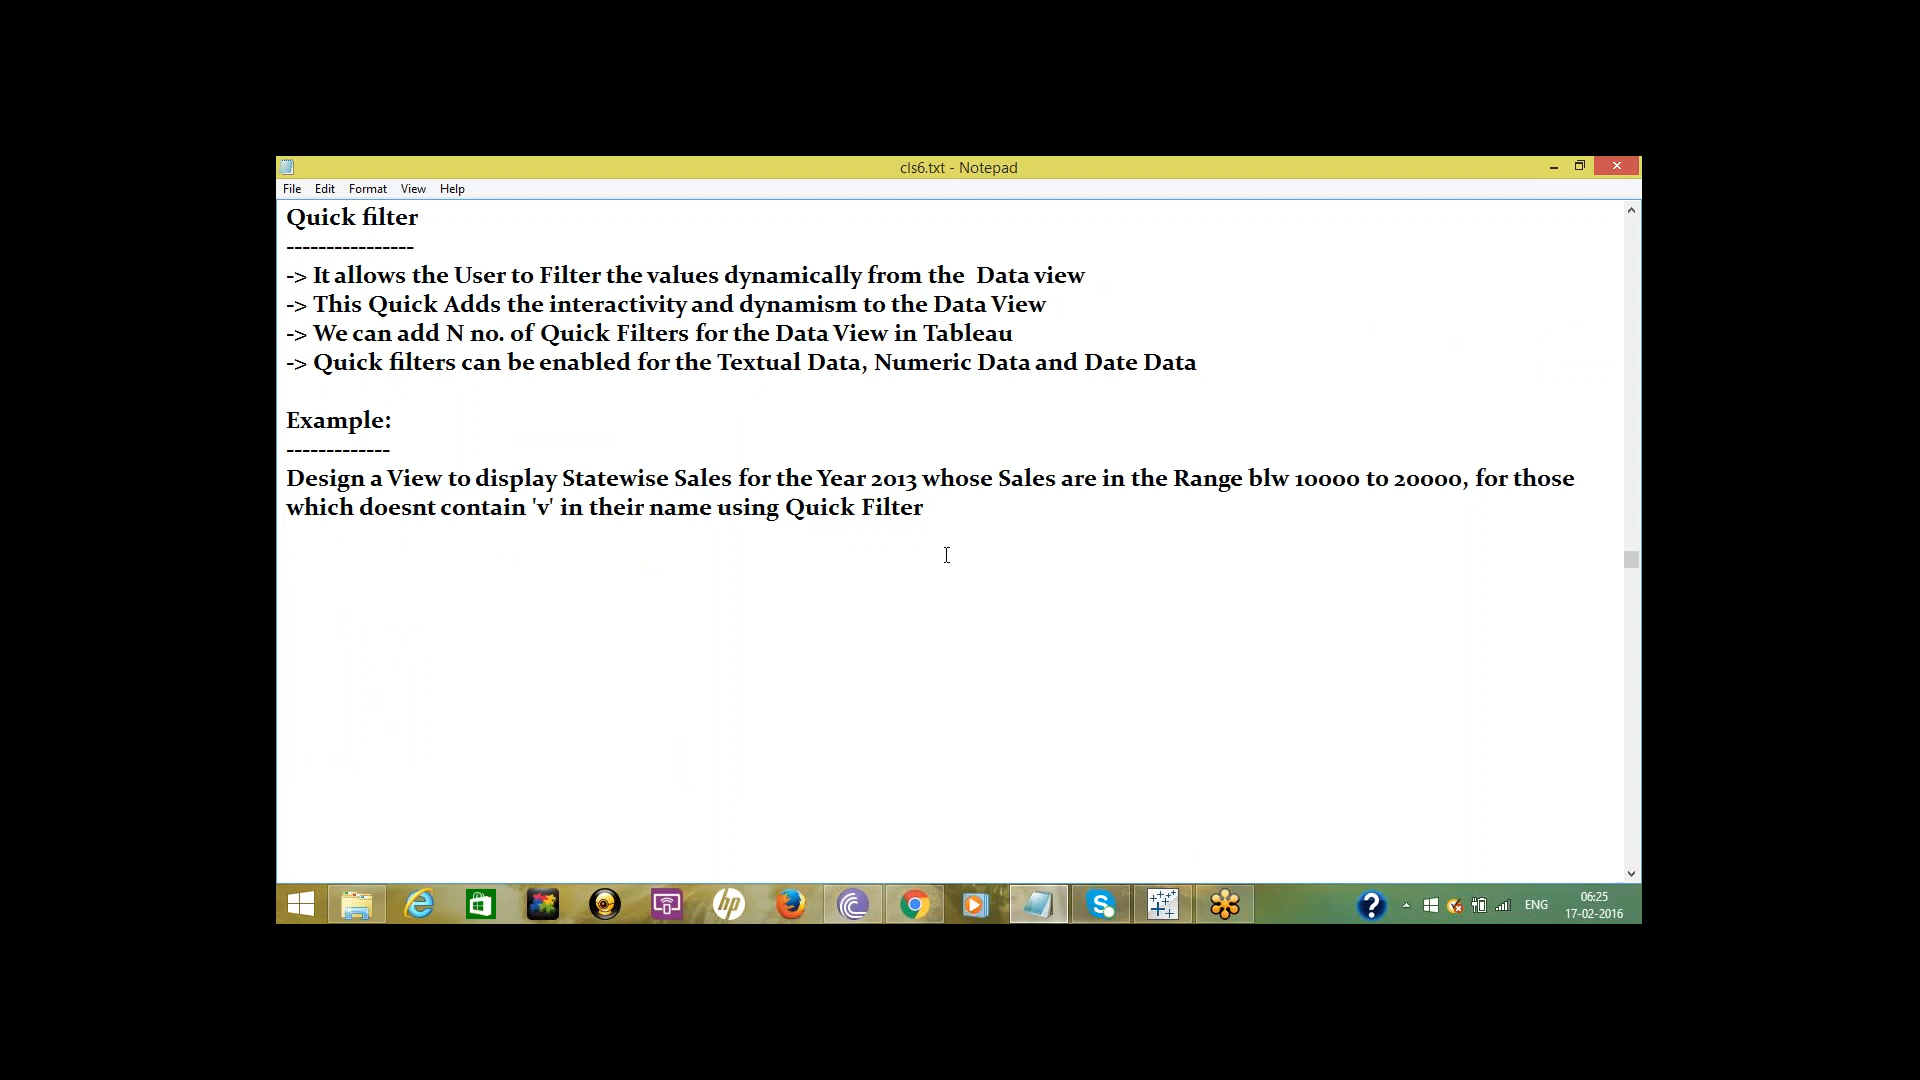 cls6.txt - Notepad
File Edit Format View Help
Quick filter
----------------
-> It allows the User to Filter the values dynamically from the  Data view
-> This Quick Adds the interactivity and dynamism to the Data View
-> We can add N no. of Quick Filters for the Data View in Tableau
-> Quick filters can be enabled for the Textual Data, Numeric Data and Date Data
Example:
-------------
Design a View to display Statewise Sales for the Year 2013 whose Sales are in the Range blw 10000 to 20000, for those
which doesnt contain 'v' in their name using Quick Filter
hp
S
?
ENG
06:25
17-02-2016